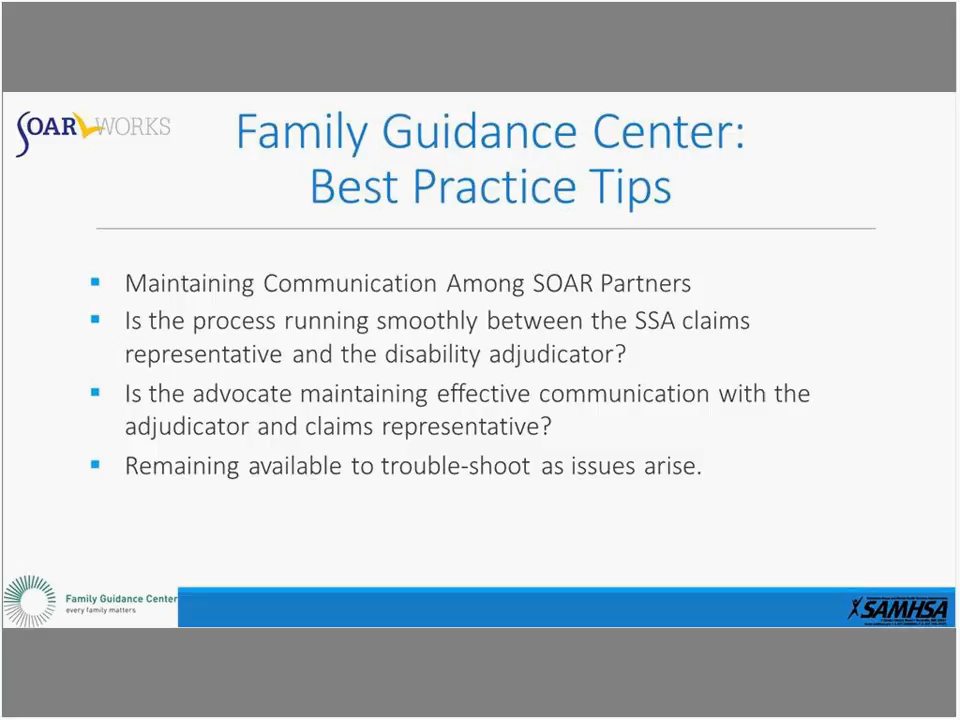 SOAR WORKS
Family Guidance Center:
Best Practice Tips
Maintaining Communication Among SOAR Partners
Is the process running smoothly between the SSA claims
representative and the disability adjudicator?
Is the advocate maintaining effective communication with the
adjudicator and claims representative?
Remaining available to trouble-shoot as issues arise.
Family Guidance Center
every family matters
SAMHSA